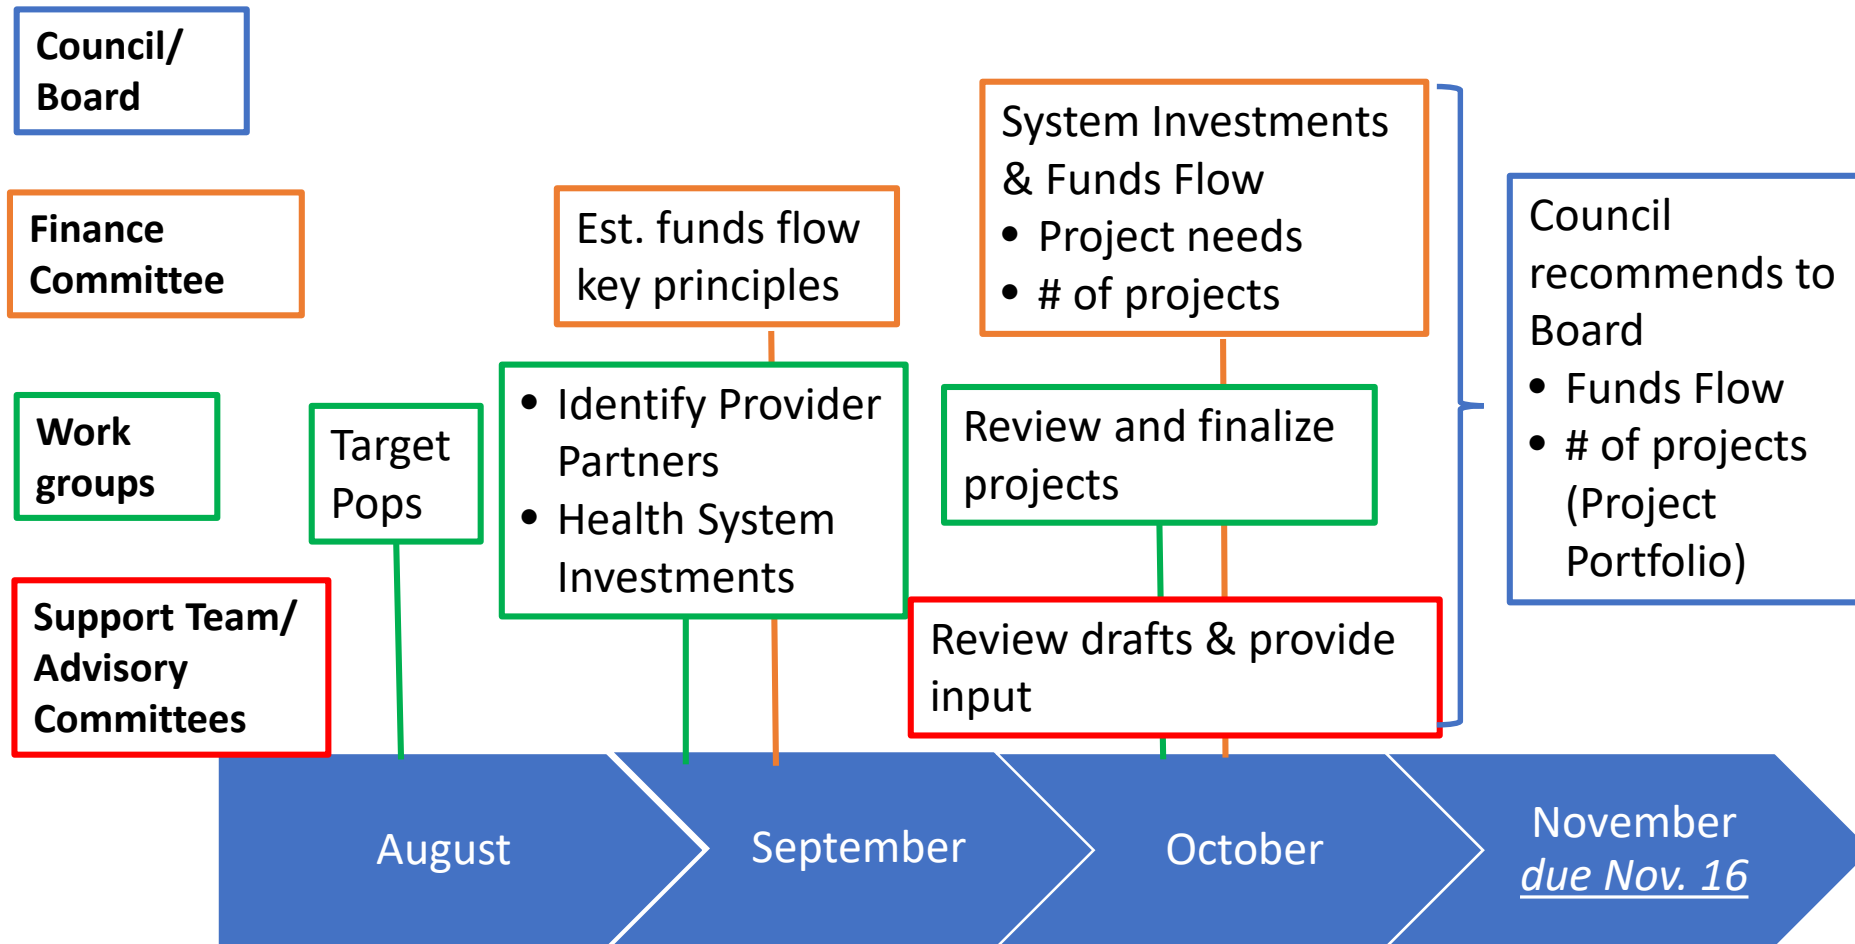 Council/
Board
Finance
Committee
Work
groups
Support Team/
Advisory
Committees
Target
Pops
Est. funds flow
key principles
• Identify Provider
Partners
• Health System
Investments
System Investments
& Funds Flow
• Project needs
• # of projects
Review and finalize
projects
Review drafts & provide
input
Council
recommends to
Board
• Funds Flow
• # of projects
(Project
Portfolio)
August
September
October
November
due Nov. 16